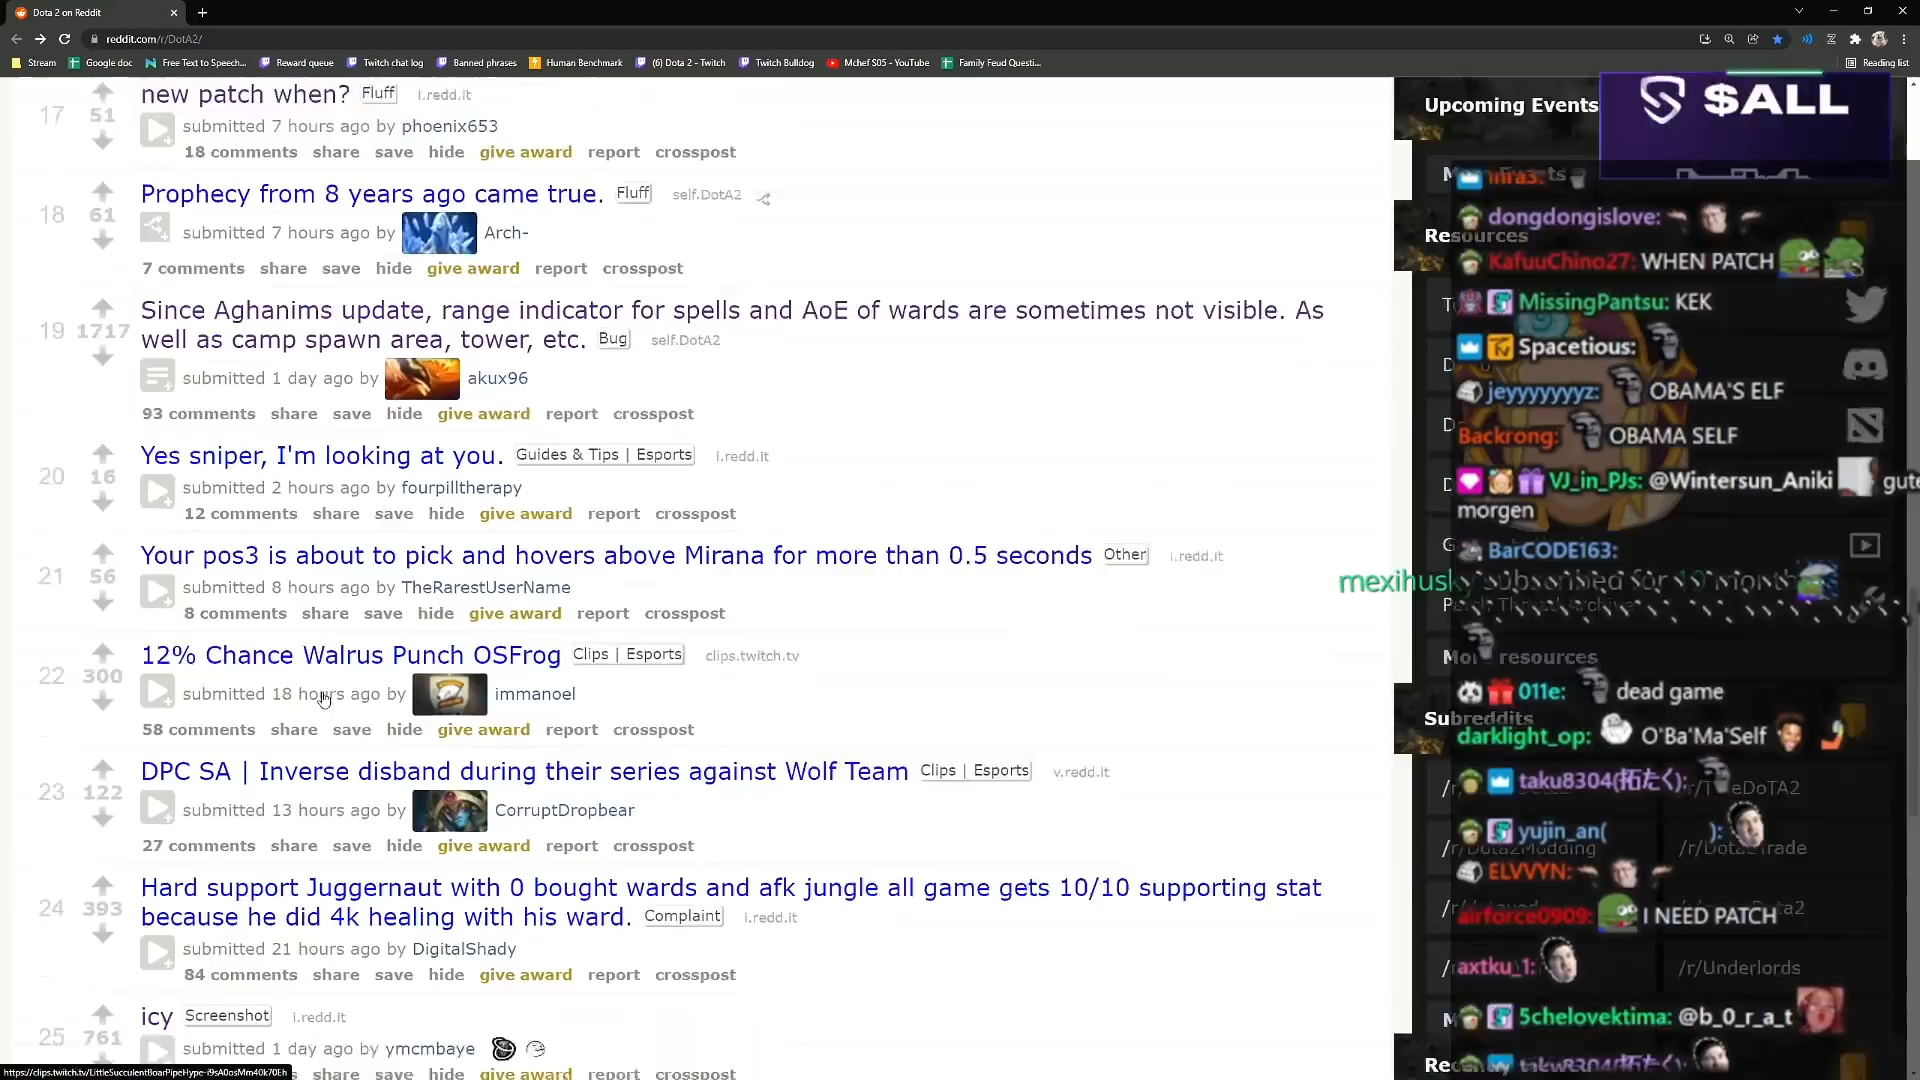 Dota 2 on Reddit
reddit.com/r/DotA2/
Stream
Google doc
Free Text to Speech...
Reward queue
Twitch chat log
Banned phrases
Human Benchmark
(6) Dota 2 - Twitch
Twitch Bulldog
Mchef S05 - YouTube
Family Feud Questi...
Reading list
17
51
new patch when? Fluff i.redd.it
submitted 7 hours ago by phoenix653
18 comments share save hide give award report crosspost
18
61
Prophecy from 8 years ago came true. Fluff self.DotA2
submitted 7 hours ago by Arch-
7 comments share save hide give award report crosspost
19
1717
Since Aghanims update, range indicator for spells and AoE of wards are sometimes not visible. As
well as camp spawn area, tower, etc. Bug self.DotA2
submitted 1 day ago by akux96
93 comments share save hide give award report crosspost
20
16
Yes sniper, I'm looking at you. Guides & Tips | Esports i.redd.it
submitted 2 hours ago by fourpilltherapy
12 comments share save hide give award report crosspost
21
56
Your pos3 is about to pick and hovers above Mirana for more than 0.5 seconds Other i.redd.it
submitted 8 hours ago by TheRarestUserName
8 comments share save hide give award report crosspost
22
300
12% Chance Walrus Punch OSFrog Clips | Esports clips.twitch.tv
submitted 18 hours ago by immanoel
58 comments share save hide give award report crosspost
23
122
DPC SA | Inverse disband during their series against Wolf Team Clips | Esports v.redd.it
submitted 13 hours ago by CorruptDropbear
27 comments share save hide give award report crosspost
24
393
Hard support Juggernaut with 0 bought wards and afk jungle all game gets 10/10 supporting stat
because he did 4k healing with his ward. Complaint i.redd.it
submitted 21 hours ago by DigitalShady
84 comments share save hide give award report crosspost
25
761
icy Screenshot i.redd.it
submitted 1 day ago by ymcmbaye
share save hide give award report crosspost
Upcoming Events
$ALL
dongdongislove:
Resources
KafuuChino27: WHEN PATCH
MissingPantsu: KEK
Spacetious:
jeyyyyyyyz: OBAMA'S ELF
Backrong: OBAMA SELF
VJ_in_PJs: @Wintersun_Aniki gute
morgen
BarCODE163:
mexihusky subscribed for 10 months
resources
011e: dead game
Subreddits
darklight_op: O'Ba'Ma'Self
taku8304(拓たく):
yujin_an( ):
/r/Dota2Modding
/r/Dota2Trade
ELVVYN:
airforce0909: I NEED PATCH
axtku_1:
/r/Underlords
5chelovektima: @b_0_r_a_t
taku8304(拓たく):